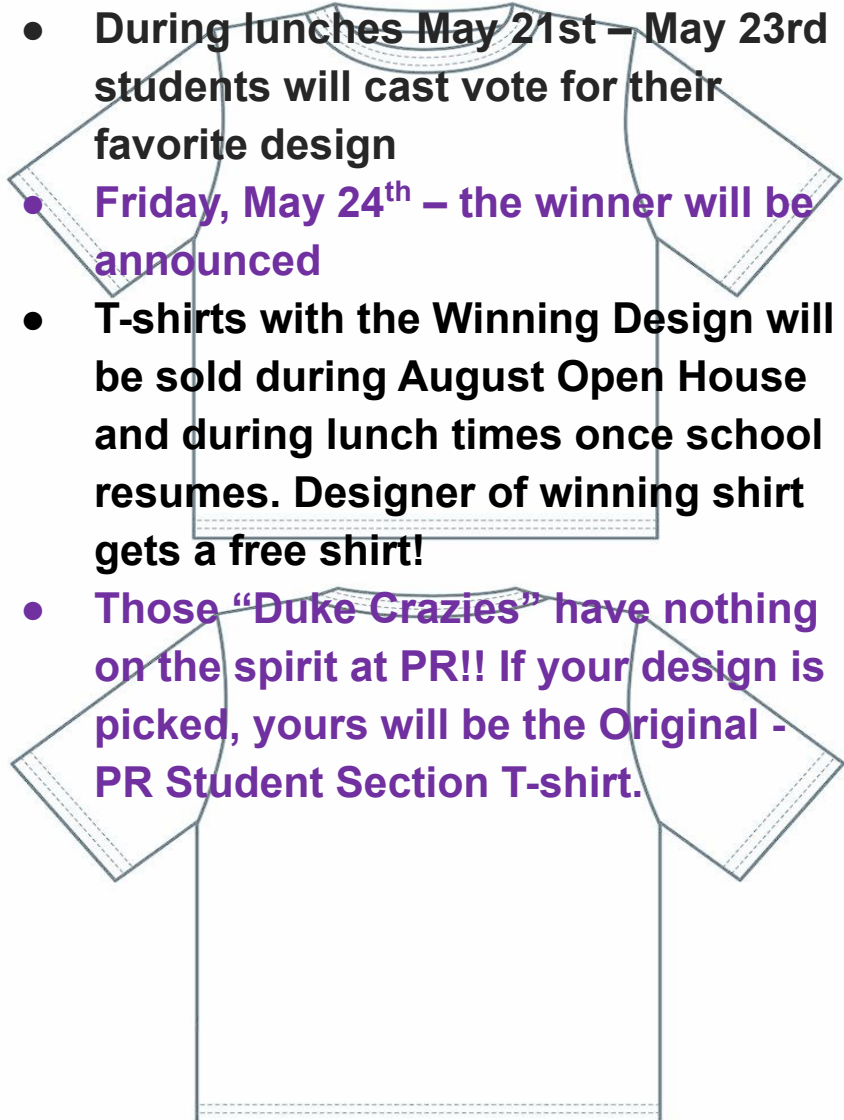 ● During lunches May 21st – May 23rd
students will cast vote for their
favorite design
● Friday, May 24th – the winner will be
announced
● T-shirts with the Winning Design will
be sold during August Open House
and during lunch times once school
resumes. Designer of winning shirt
gets a free shirt!
● Those “Duke Crazies” have nothing
on the spirit at PR!! If your design is
picked, yours will be the Original -
PR Student Section T-shirt.